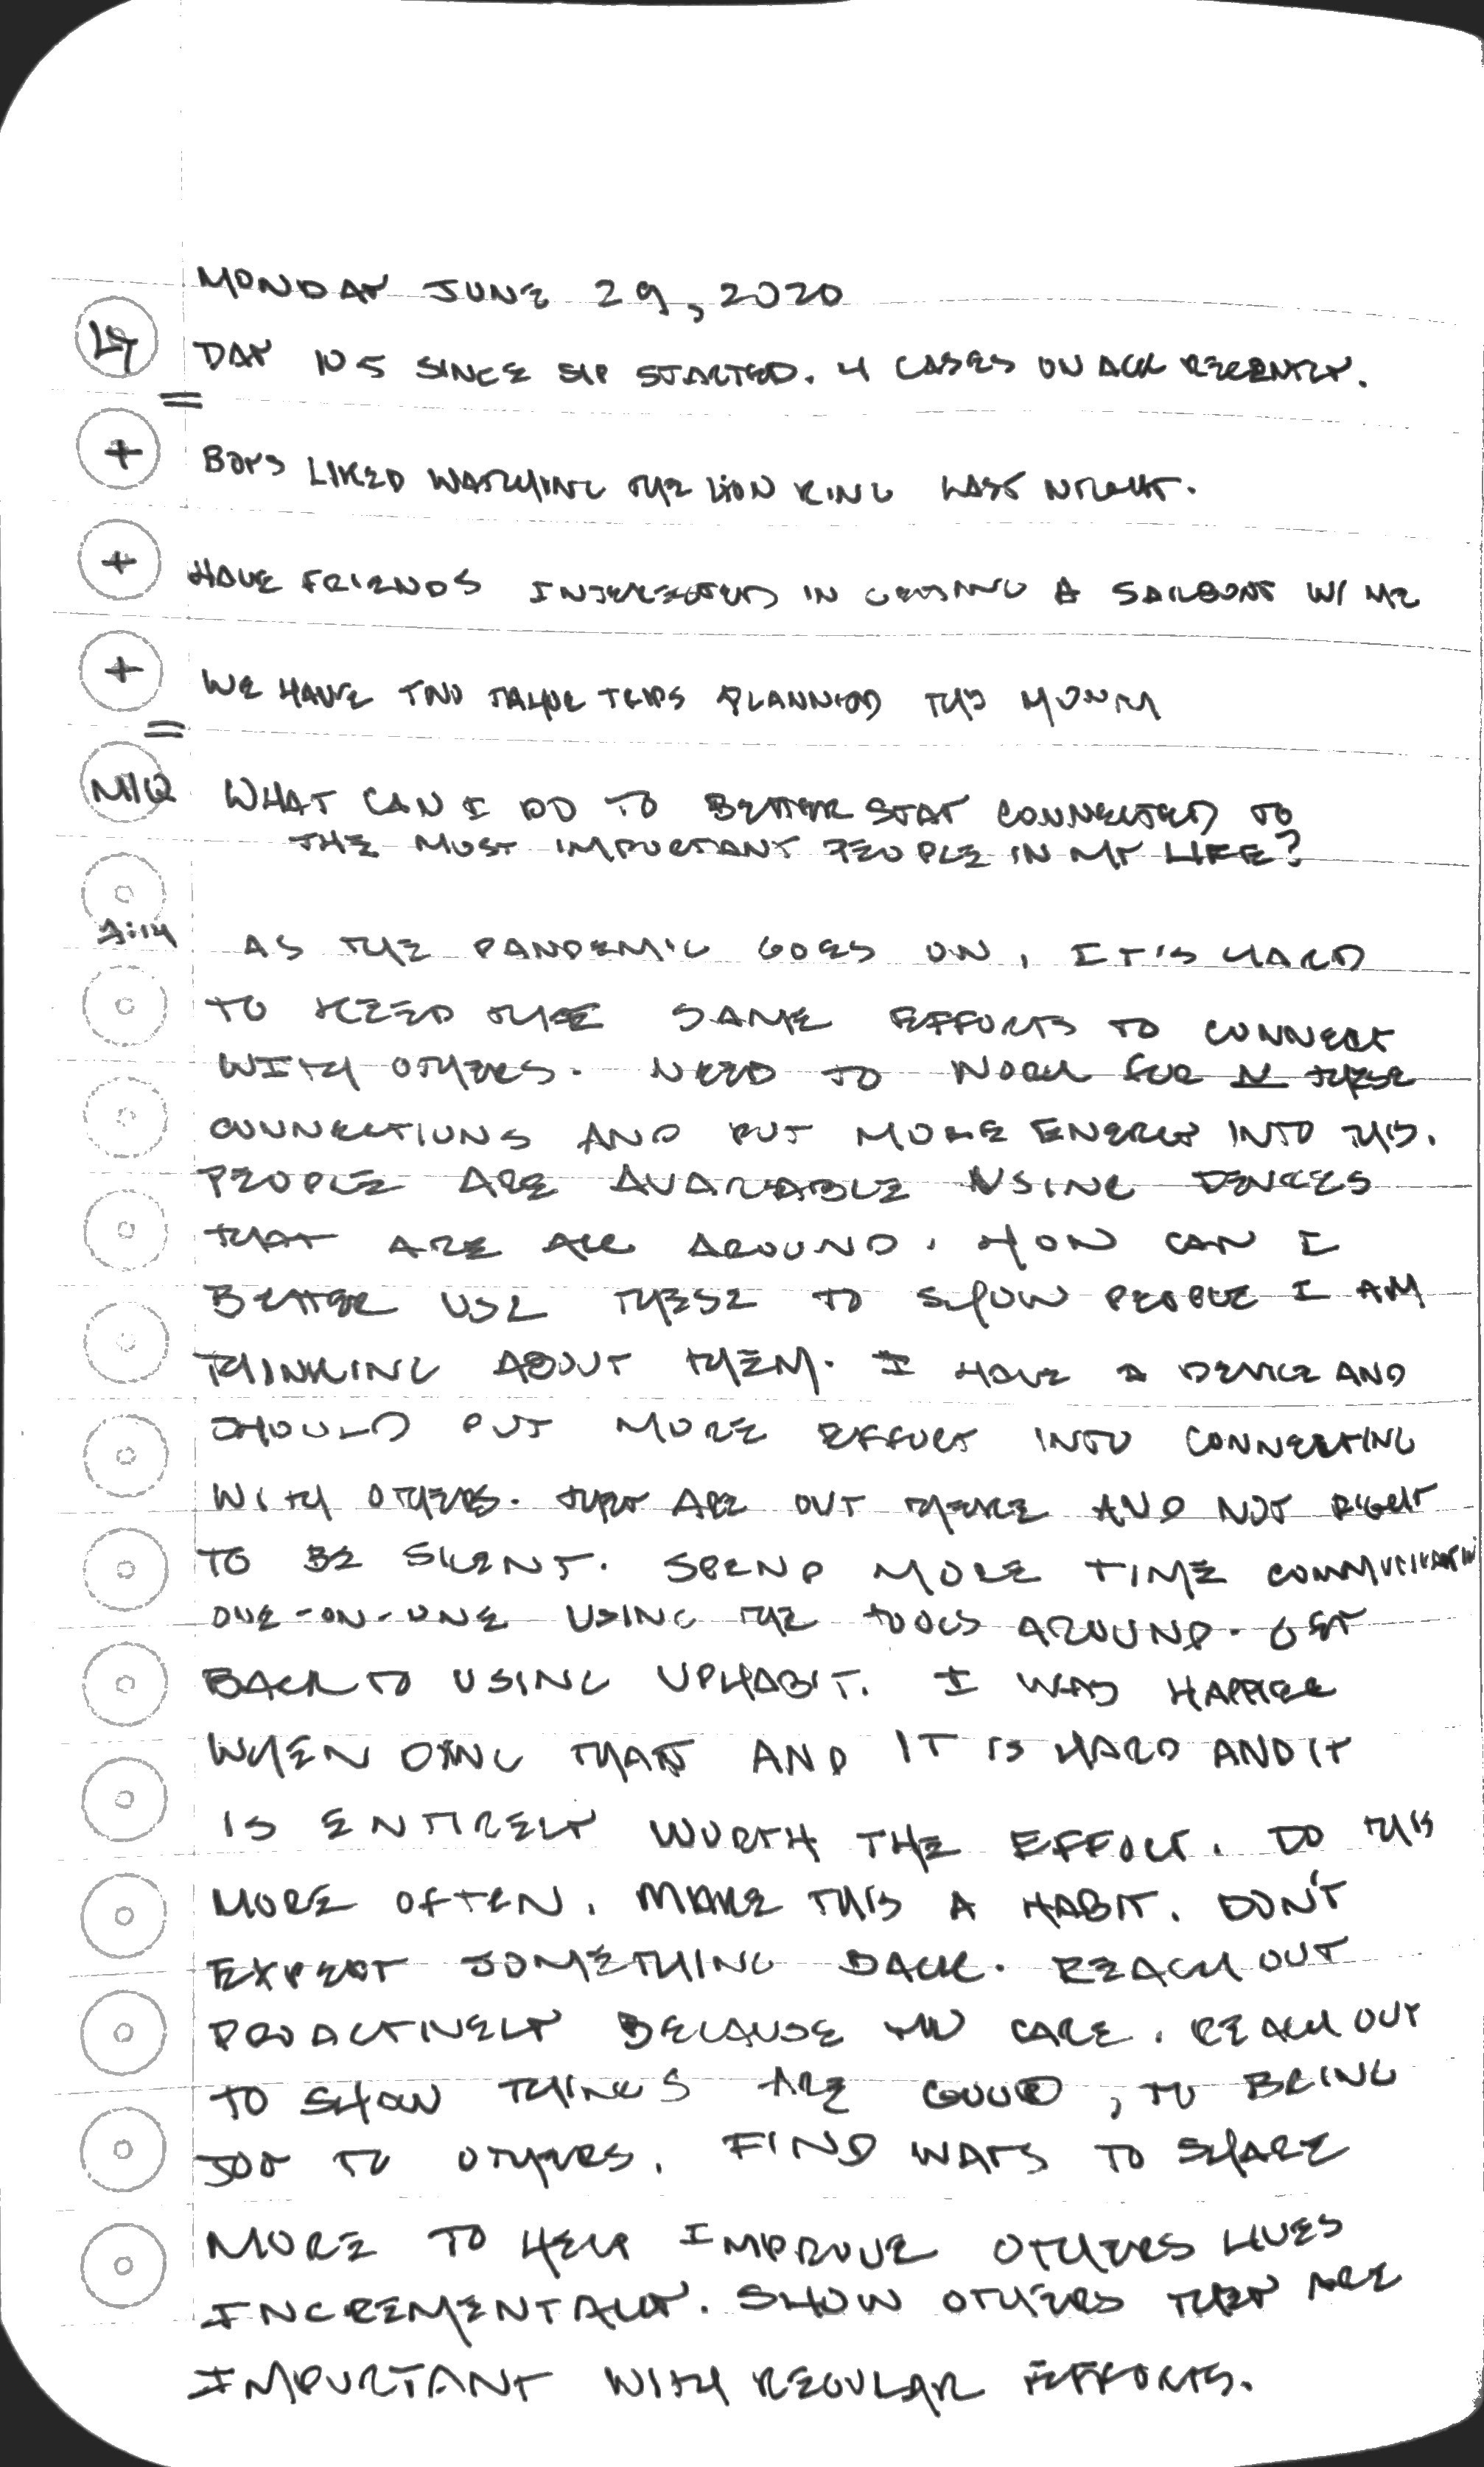 MONDAY JUNE 29, 2020
LT DAY 105 SINCE SIP STARTED. 4 CASES ON ACK RECENTLY.
=
+ BOYS LIKED WATCHING THE LION KING LAST NIGHT.
+ HAVE FRIENDS INTERESTED IN GETTING A SAILBOAT W/ ME
+ WE HAVE TWO TAHOE TRIPS PLANNED THIS MONTH
=
MIQ WHAT CAN I DO TO BETTER STAY CONNECTED TO
THE MOST IMPORTANT PEOPLE IN MY LIFE?
AS THE PANDEMIC GOES ON, IT'S HARD
TO KEEP THE SAME EFFORTS TO CONNECT
WITH OTHERS. NEED TO WORK FOR THESE
CONNECTIONS AND PUT MORE ENERGY INTO THIS.
PEOPLE ARE AVAILABLE USING DEVICES
THAT ARE ALL AROUND. HOW CAN I
BETTER USE THESE TO SHOW PEOPLE I AM
THINKING ABOUT THEM. I HAVE A DEVICE AND
SHOULD PUT MORE EFFORT INTO CONNECTING
WITH OTHERS. THEY ARE OUT THERE AND NOT RIGHT
TO BE SILENT. SPEND MORE TIME COMMUNICATING
ONE-ON-ONE USING THE TOOLS AROUND. GET
BACK TO USING UPHABIT. I WAS HAPPIER
WHEN DOING THAT AND IT IS HARD AND IT
IS ENTIRELY WORTH THE EFFORT. DO THIS
MORE OFTEN. MAKE THIS A HABIT. DON'T
EXPECT SOMETHING BACK. REACH OUT
PROACTIVELY BECAUSE YOU CARE. REACH OUT
TO SHOW THINGS ARE GOOD, TO BRING
JOY TO OTHERS. FIND WAYS TO SHARE
MORE TO HELP IMPROVE OTHERS LIVES
INCREMENTALLY. SHOW OTHERS THEY ARE
IMPORTANT WITH REGULAR EFFORTS.